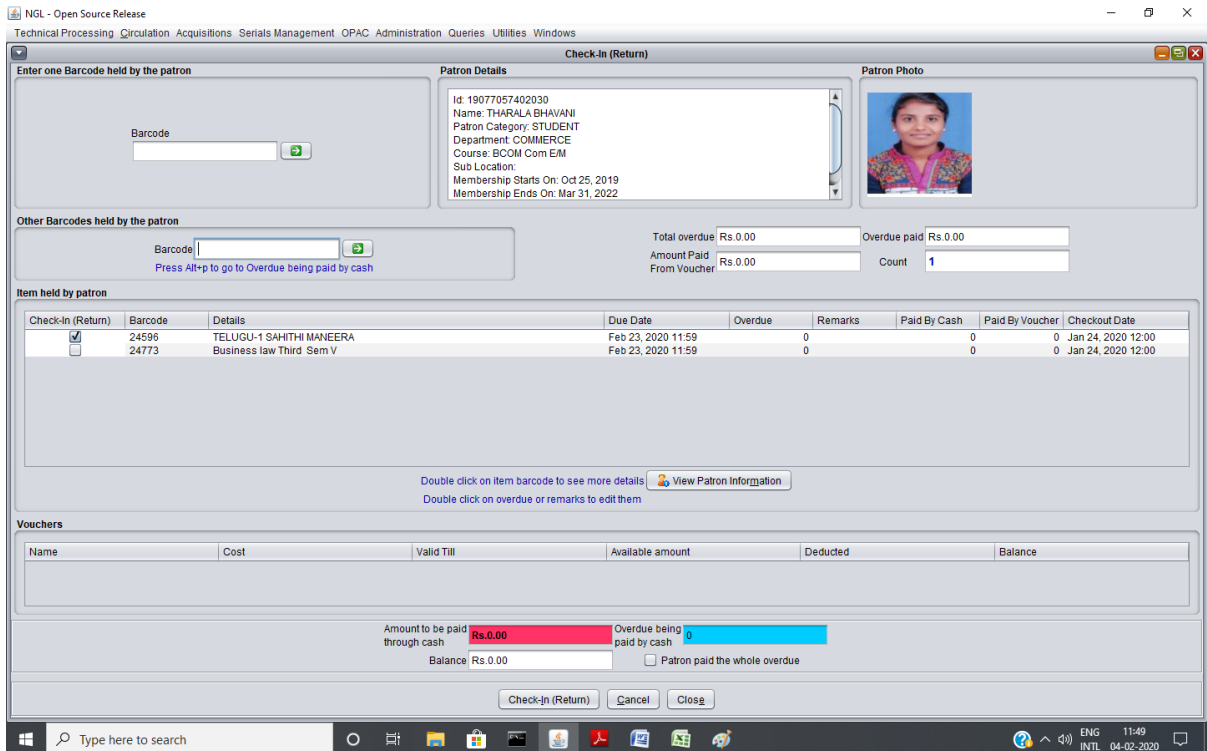 NGL - Open Source Release
Technical Processing Circulation Acquisitions Serials Management OPAC Administration Queries Utilities Windows
Check-In (Return)
Enter one Barcode held by the patron
Barcode
Patron Details
Id: 19077057402030
Name: THARALA BHAVANI
Patron Category: STUDENT
Department: COMMERCE
Course: BCOM Com E/M
Sub Location:
Membership Starts On: Oct 25, 2019
Membership Ends On: Mar 31, 2022
Patron Photo
Other Barcodes held by the patron
Barcode
Press Alt+p to go to Overdue being paid by cash
Total overdue Rs.0.00 Overdue paid Rs.0.00
Amount Paid From Voucher Rs.0.00 Count 1
Item held by patron
Check-In (Return) Barcode Details Due Date Overdue Remarks Paid By Cash Paid By Voucher Checkout Date
24596 TELUGU-1 SAHITHI MANEERA Feb 23, 2020 11:59 0 0 0 Jan 24, 2020 12:00
24773 Business law Third Sem V Feb 23, 2020 11:59 0 0 0 Jan 24, 2020 12:00
Double click on item barcode to see more details View Patron Information
Double click on overdue or remarks to edit them
Vouchers
Name Cost Valid Till Available amount Deducted Balance
Amount to be paid through cash Rs.0.00 Overdue being paid by cash 0
Balance Rs.0.00 Patron paid the whole overdue
Check-In (Return) Cancel Close
Type here to search
ENG 11:49
INTL 04-02-2020